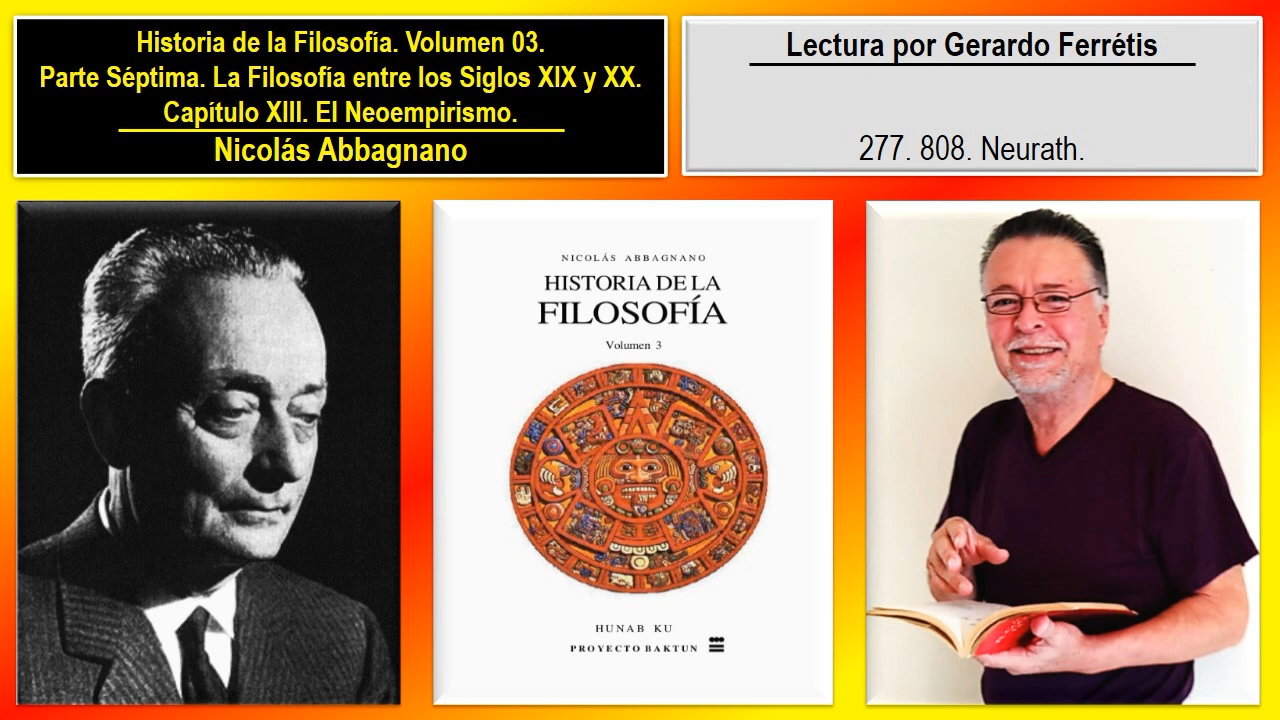 Historia de la Filosofía. Volumen 03.
Parte Séptima. La Filosofía entre los Siglos XIX y XX.
Capítulo XIII. El Neoempirismo.
Nicolás Abbagnano
Lectura por Gerardo Ferrétis
277. 808. Neurath.
NICOLÁS ABBAGNANO
HISTORIA DE LA
FILOSOFÍA
Volumen 3
HUNAB KU
PROYECTO BAKTUN